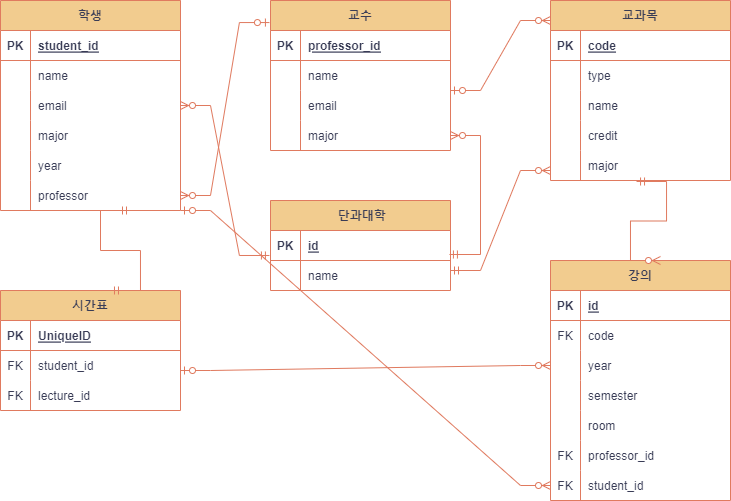 학생
PK student_id
name
email
major
year
professor
교수
PK professor_id
name
email
major
교과목
PK code
type
name
credit
major
단과대학
PK id
name
시간표
PK UniqueID
FK student_id
FK lecture_id
강의
PK id
FK code
year
semester
room
FK professor_id
FK student_id